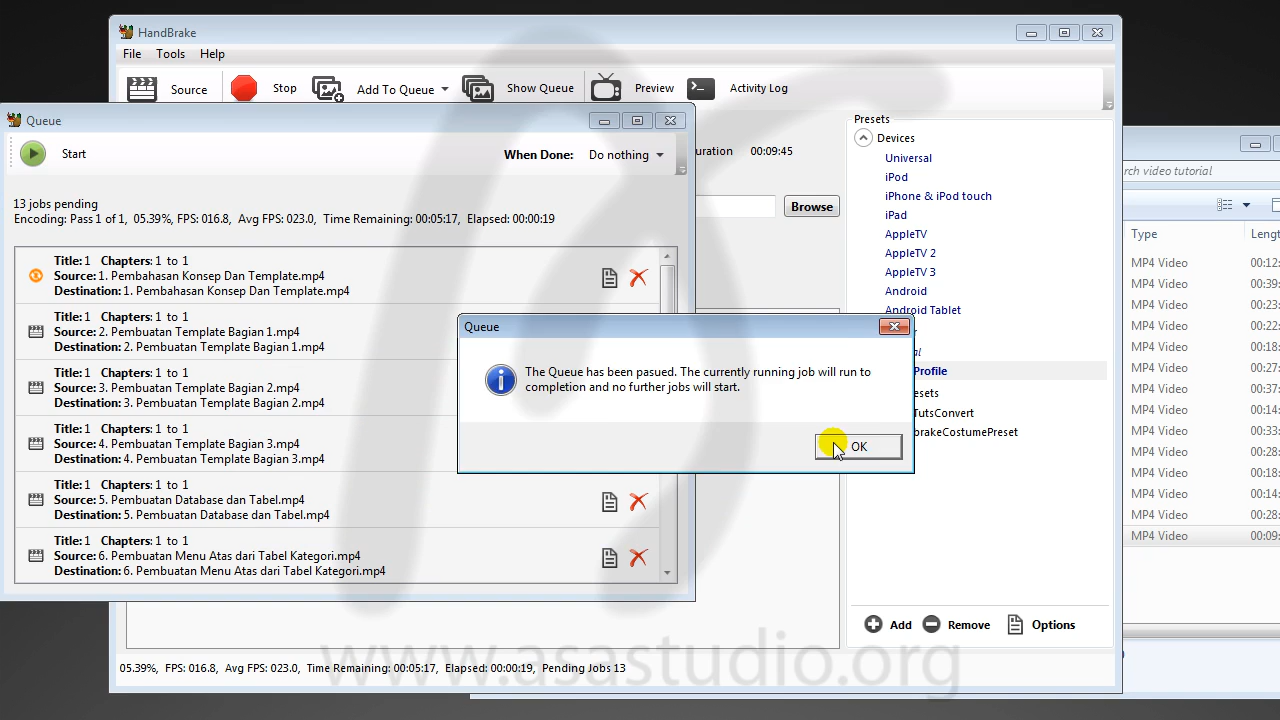 HandBrake
File Tools Help
Source Stop Add To Queue Show Queue Preview Activity Log
Queue
Start When Done: Do nothing
13 jobs pending
Encoding: Pass 1 of 1, 05.39%, FPS: 016.8, Avg FPS: 023.0, Time Remaining: 00:05:17, Elapsed: 00:00:19
Title: 1 Chapters: 1 to 1
Source: 1. Pembahasan Konsep Dan Template.mp4
Destination: 1. Pembahasan Konsep Dan Template.mp4
Title: 1 Chapters: 1 to 1
Source: 2. Pembuatan Template Bagian 1.mp4
Destination: 2. Pembuatan Template Bagian 1.mp4
Title: 1 Chapters: 1 to 1
Source: 3. Pembuatan Template Bagian 2.mp4
Destination: 3. Pembuatan Template Bagian 2.mp4
Title: 1 Chapters: 1 to 1
Source: 4. Pembuatan Template Bagian 3.mp4
Destination: 4. Pembuatan Template Bagian 3.mp4
Title: 1 Chapters: 1 to 1
Source: 5. Pembuatan Database dan Tabel.mp4
Destination: 5. Pembuatan Database dan Tabel.mp4
Title: 1 Chapters: 1 to 1
Source: 6. Pembuatan Menu Atas dari Tabel Kategori.mp4
Destination: 6. Pembuatan Menu Atas dari Tabel Kategori.mp4
uration 00:09:45
Browse
Queue
The Queue has been pasued. The currently running job will run to
completion and no further jobs will start.
OK
Presets
Devices
Universal
iPod
iPhone & iPod touch
iPad
AppleTV
AppleTV 2
AppleTV 3
Android
Android Tablet
al
Profile
esets
TutsConvert
brakeCostumePreset
Add Remove Options
rch video tutorial
Type Lengt
MP4 Video 00:12
MP4 Video 00:39
MP4 Video 00:23
MP4 Video 00:26
MP4 Video 00:18
MP4 Video 00:27
MP4 Video 00:14
MP4 Video 00:38
MP4 Video 00:26
MP4 Video 00:28
MP4 Video 00:18
MP4 Video 00:14
MP4 Video 00:28
MP4 Video 00:09
05.39%, FPS: 016.8, Avg FPS: 023.0, Time Remaining: 00:05:17, Elapsed: 00:00:19, Pending Jobs 13
www.asastudio.org